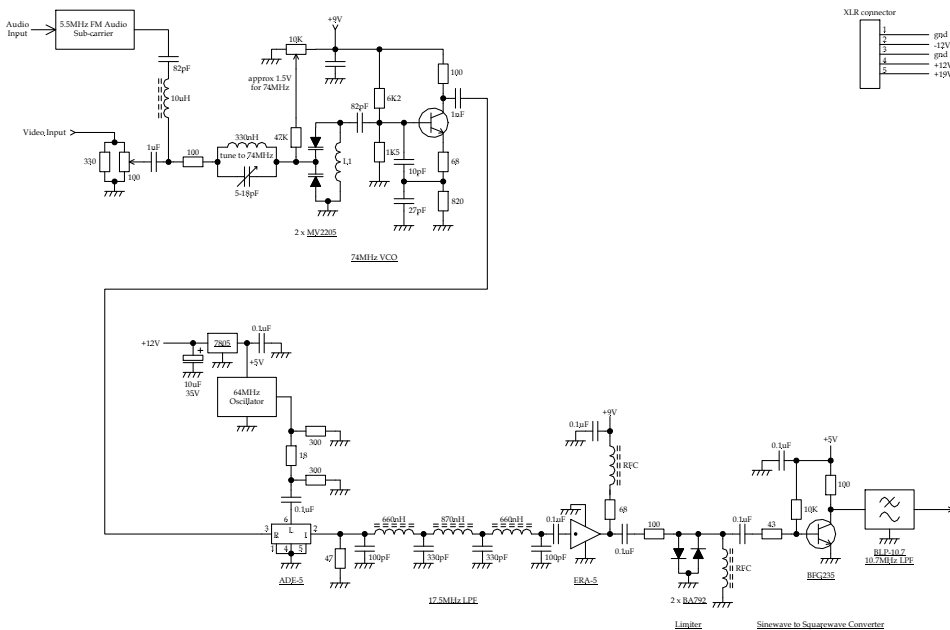 XLR connector
5.5MHz FM Audio
Sub-carrier
Audio
Input
+9V
1 gnd
2 -12V
3 gnd
4 +12V
5 +19V
82pF
10uH
10K
approx 1.5V
for 74MHz
100
6K2
82pF
1nF
Video Input
330
100
1uF
100
330nH
tune to 74MHz
5-18pF
47K
L1
1K5
10pF
68
27pF
820
2 x MV2205
74MHz VCO
+12V
7805
0.1uF
+
+5V
10uF
35V
64MHz
Oscillator
300
18
300
0.1uF
6
3 R L I 2
1 4 5
ADE-5
47
660nH
870nH
660nH
100pF
330pF
330pF
100pF
17.5MHz LPF
0.1uF
+9V
0.1uF
RFC
68
ERA-5
0.1uF
100
2 x BA792
Limiter
0.1uF
RFC
43
+5V
0.1uF
100
10K
BFG235
BLP-10.7
10.7MHz LPF
Sinewave to Squarewave Converter